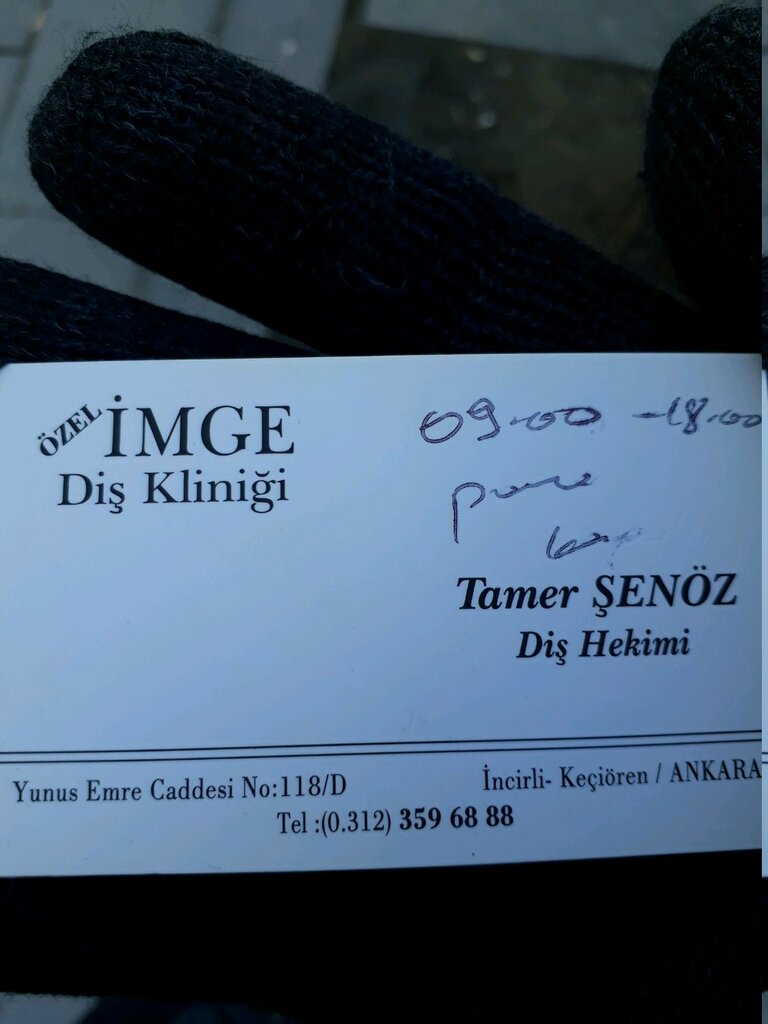 ÖZEL İMGE
Diş Kliniği
09.00 - 18.00
Tamer ŞENÖZ
Diş Hekimi
Yunus Emre Caddesi No:118/D
İncirli- Keçiören / ANKARA
Tel :(0.312) 359 68 88